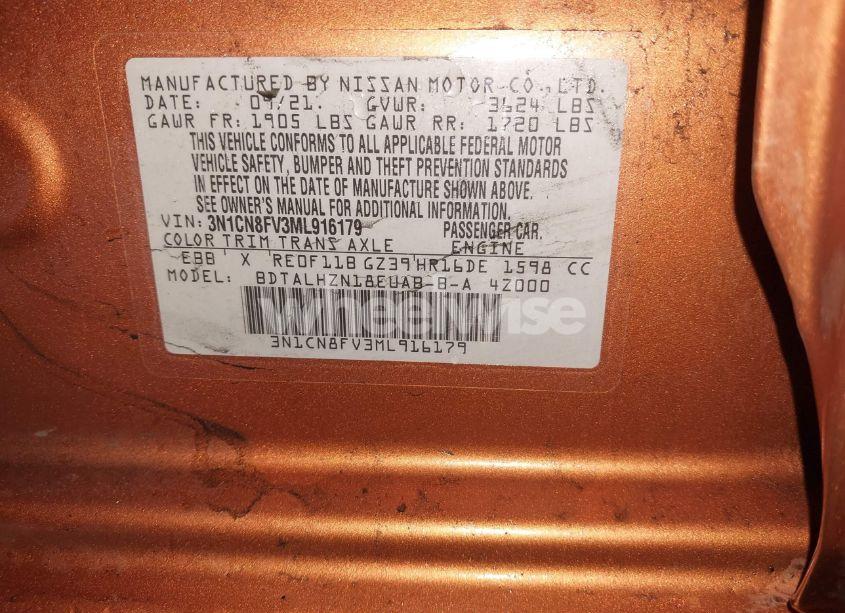 MANUFACTURED BY NISSAN MOTOR CO., LTD.
DATE: 09/21. GVWR: 3624 LBS
GAWR FR: 1905 LBS GAWR RR: 1720 LBS
THIS VEHICLE CONFORMS TO ALL APPLICABLE FEDERAL MOTOR
VEHICLE SAFETY, BUMPER AND THEFT PREVENTION STANDARDS
IN EFFECT ON THE DATE OF MANUFACTURE SHOWN ABOVE.
SEE OWNER'S MANUAL FOR ADDITIONAL INFORMATION.
VIN: 3N1CN8FV3ML916179 PASSENGER CAR.
COLOR TRIM TRANS AXLE ENGINE
EBB X RE0F11B GZ39 HR16DE 1598 CC
MODEL: BDTALHZN18EUAB-B-A 4Z000
wheelwise
3N1CN8FV3ML916179